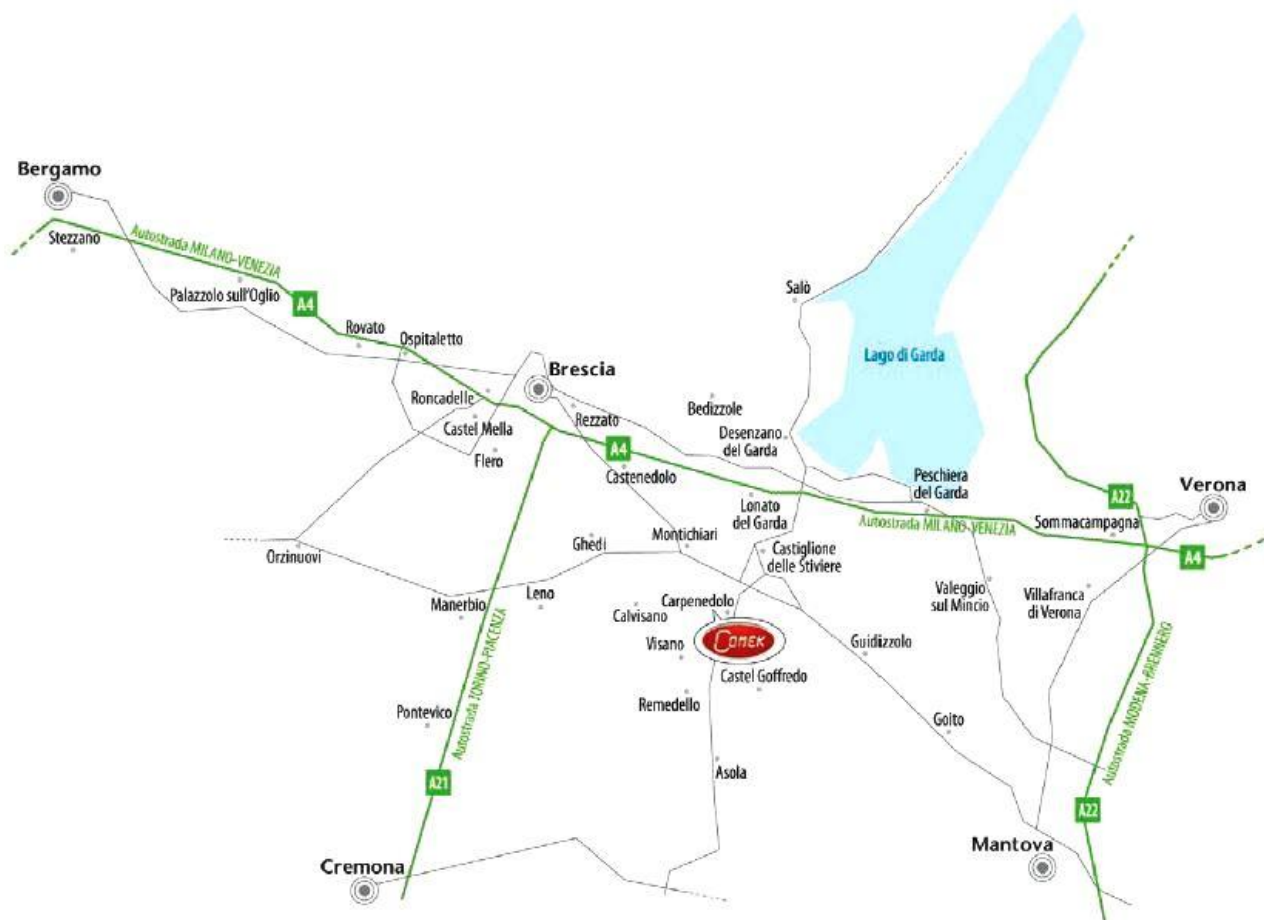 Bergamo
Stezzano
Autostrada MILANO-VENEZIA
Palazzolo sull'Oglio
A4
Rovato
Ospitaletto
Salò
Lago di Garda
Brescia
Roncadelle
Rezzato
Bedizzole
Castel Mella
Flero
Desenzano
del Garda
A4
Castenedolo
Peschiera
del Garda
A22
Verona
Lonato
del Garda
Autostrada MILANO-VENEZIA
Sommacampagna
A4
Orzinuovi
Ghedi
Montichiari
Castiglione
delle Stiviere
Manerbio
Leno
Calvisano
Carpenedolo
Valeggio
sul Mincio
Villafranca
di Verona
COMEK
Visano
Guidizzolo
Castel Goffredo
Remedello
Pontevico
Autostrada TORINO-PIACENZA
Goito
Autostrada MODENA-BRENNERO
Asola
A21
A22
Cremona
Mantova